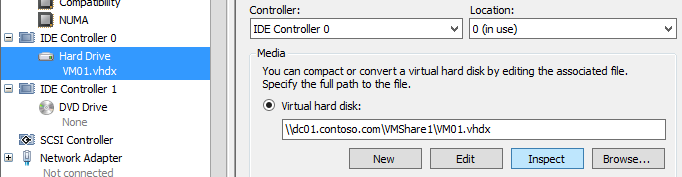 Compatibility
NUMA
IDE Controller 0
Hard Drive
VM01.vhdx
IDE Controller 1
DVD Drive
None
SCSI Controller
Network Adapter
Not connected
Controller:
Location:
IDE Controller 0
0 (in use)
Media
You can compact or convert a virtual hard disk by editing the associated file.
Specify the full path to the file.
Virtual hard disk:
\\dc01.contoso.com\VMShare1\VM01.vhdx
New
Edit
Inspect
Browse...